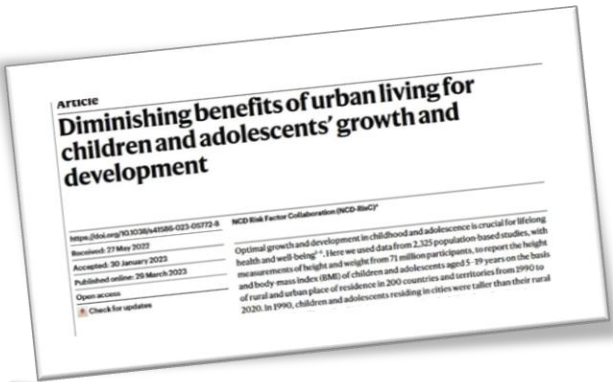 Article
Diminishing benefits of urban living for
children and adolescents' growth and
development
https://doi.org/10.1038/s41586-023-05772-8
Received: 27 May 2022
Accepted: 30 January 2023
Published online: 29 March 2023
Open access
Check for updates
NCD Risk Factor Collaboration (NCD-RisC)*
Optimal growth and development in childhood and adolescence is crucial for lifelong
health and well-being. Here we used data from 2,325 population-based studies, with
measurements of height and weight from 71 million participants, to report the height
and body-mass index (BMI) of children and adolescents aged 5–19 years on the basis
of rural and urban place of residence in 200 countries and territories from 1990 to
2020. In 1990, children and adolescents residing in cities were taller than their rural